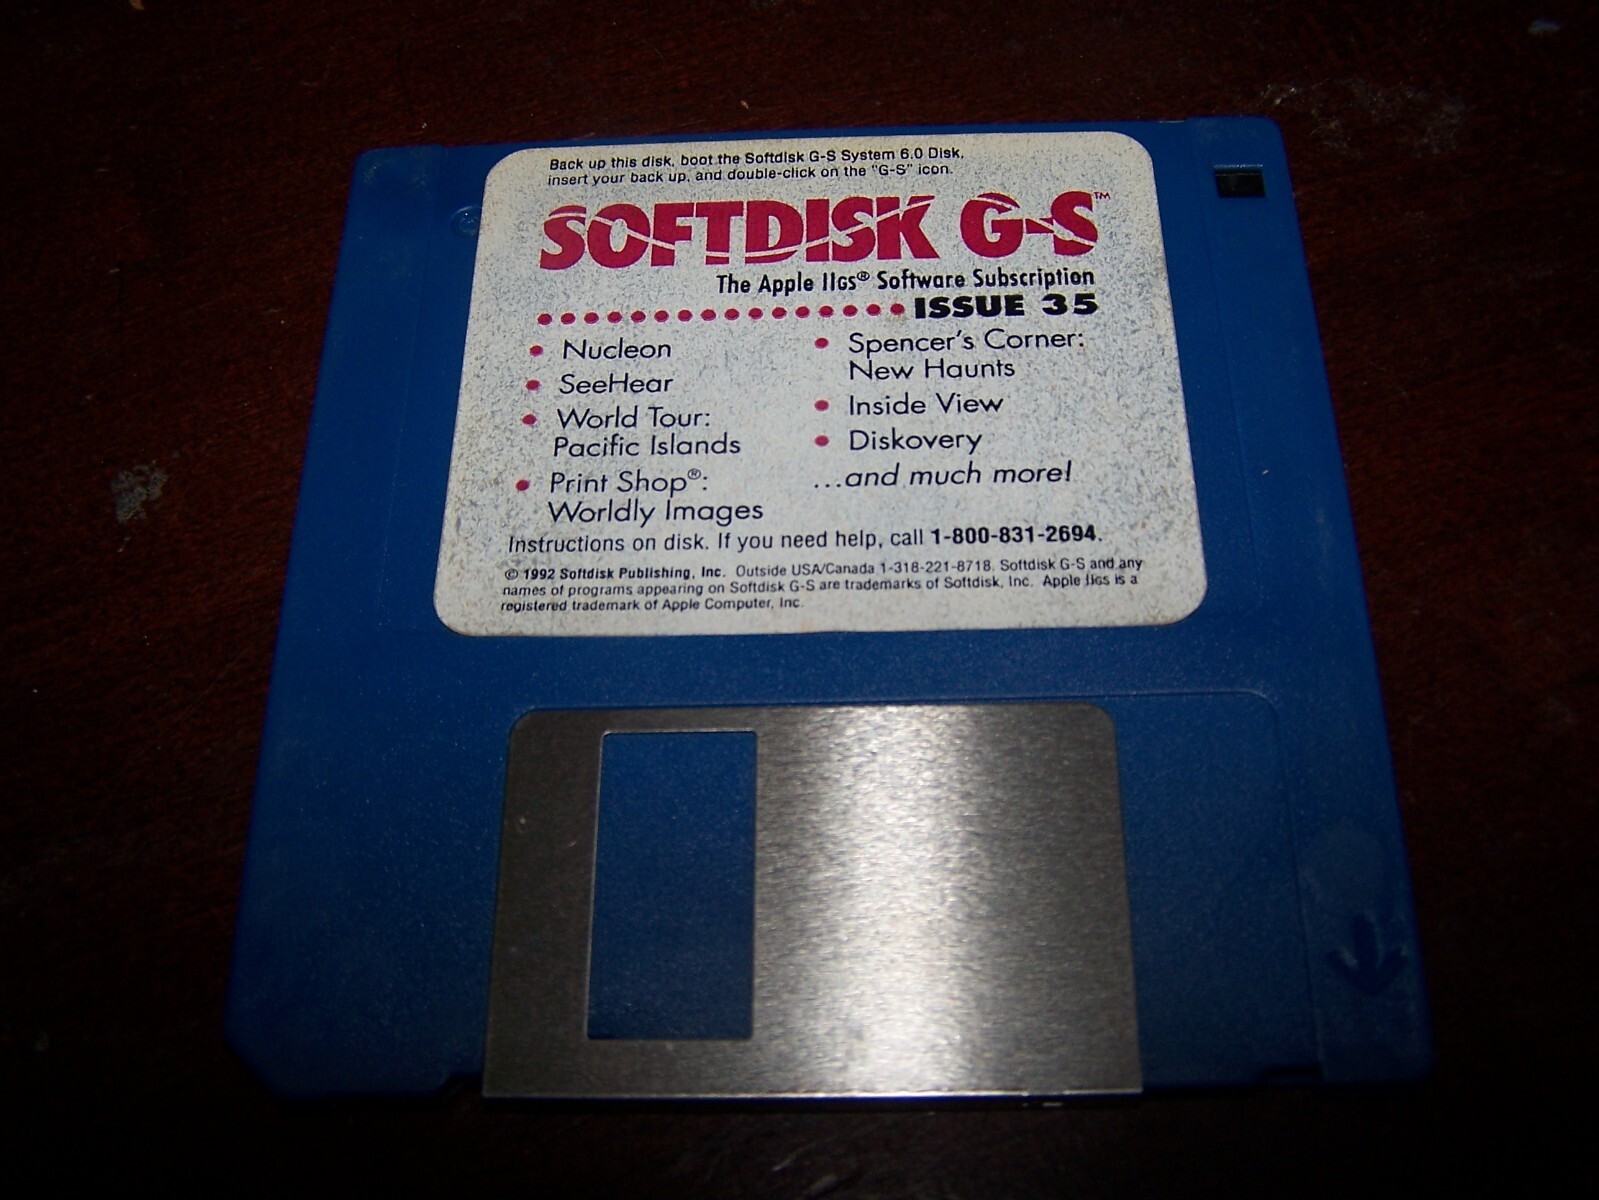 Back up this disk, boot the Softdisk G-S System 6.0 Disk,
insert your back up, and double-click on the "G-S" icon.
SOFTDISK G-S™
The Apple IIGS® Software Subscription
ISSUE 35
• Nucleon
• SeeHear
• World Tour:
Pacific Islands
• Print Shop®:
Worldly Images
• Spencer's Corner:
New Haunts
• Inside View
• Diskovery
...and much more!
Instructions on disk. If you need help, call 1-800-831-2694.
© 1992 Softdisk Publishing, Inc. Outside USA/Canada 1-318-221-8718. Softdisk G-S and any
names of programs appearing on Softdisk G-S are trademarks of Softdisk, Inc. Apple IIGS is a
registered trademark of Apple Computer, Inc.